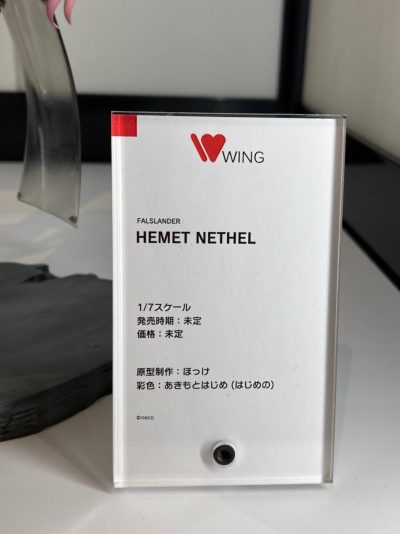 WING
FALSLANDER
HEMET NETHEL
1/7スケール
発売時期：未定
価格：未定
原型制作：ほっけ
彩色：あきもとはじめ (はじめの)
©neco